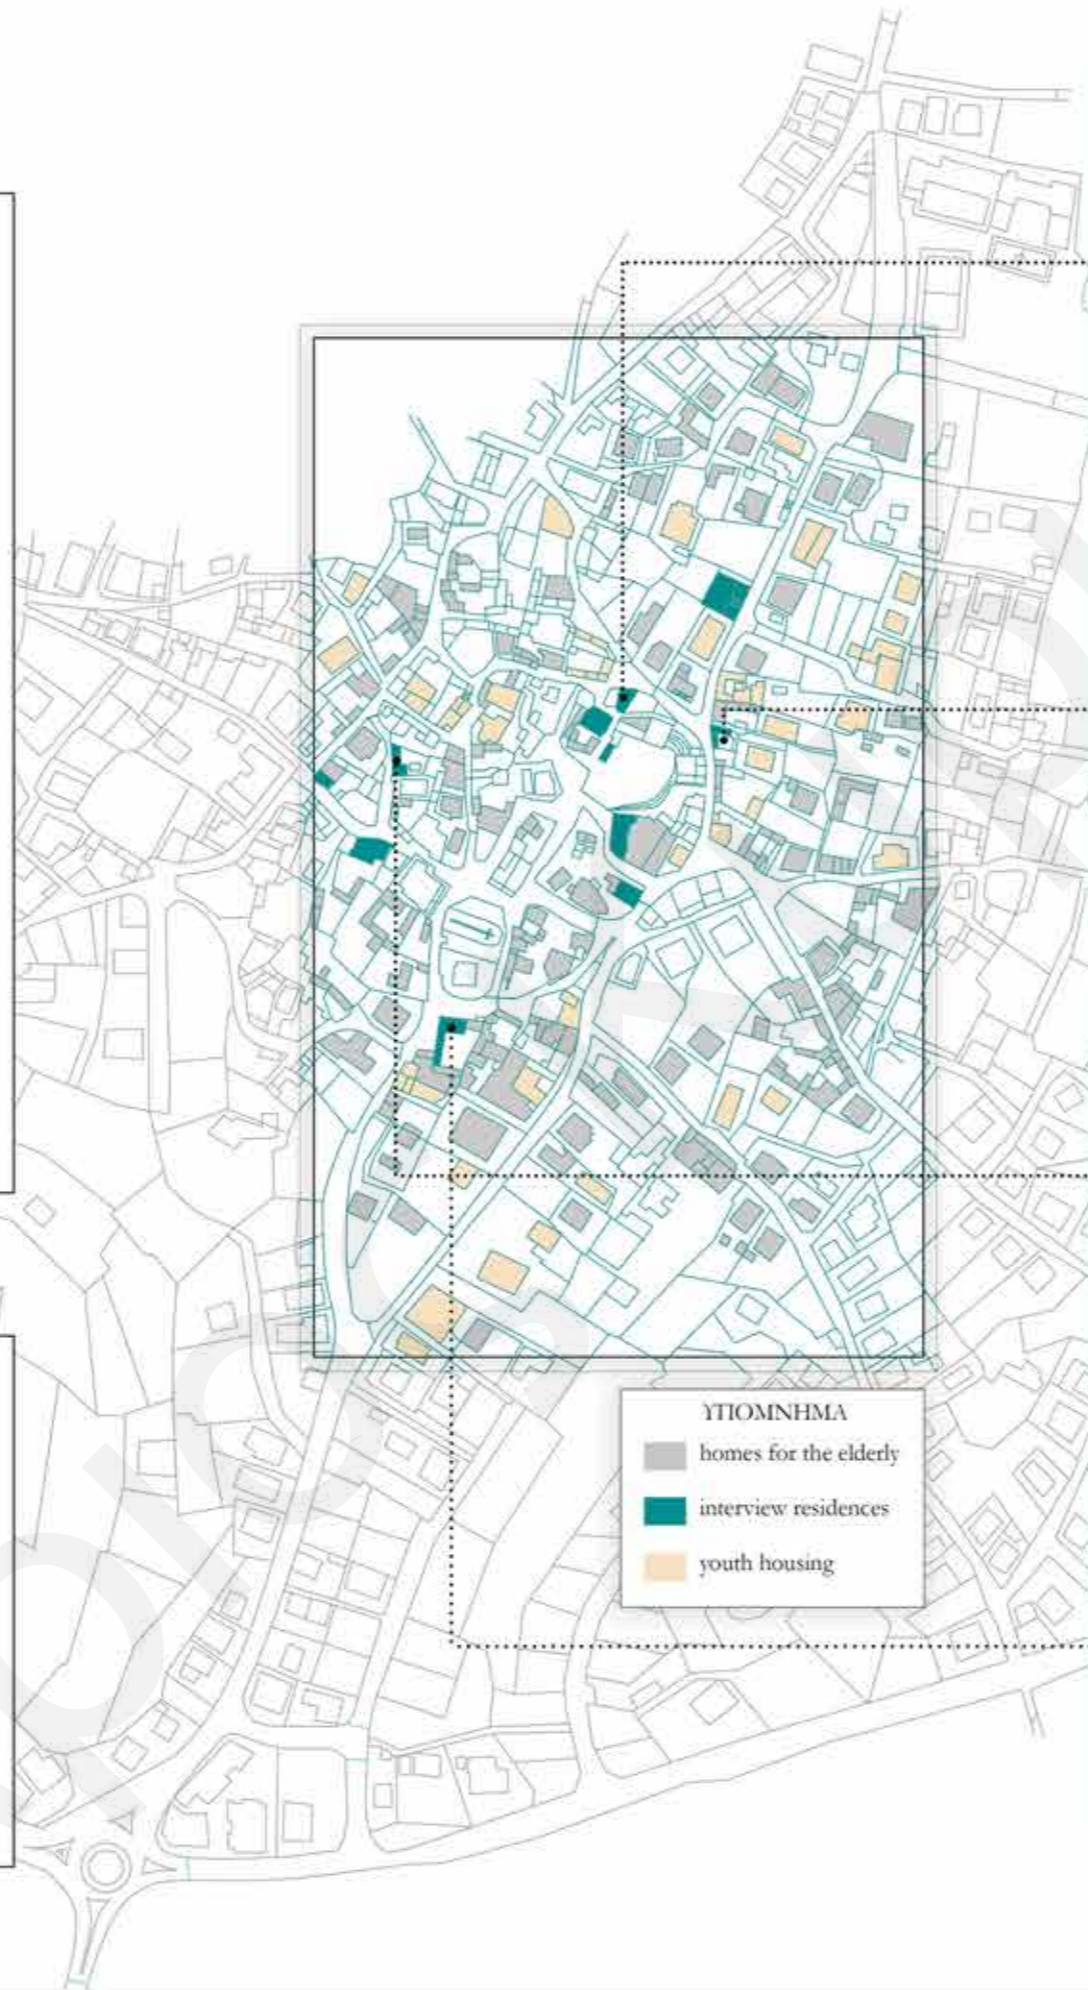 ΥΠΟΜΝΗΜΑ
homes for the elderly
interview residences
youth housing